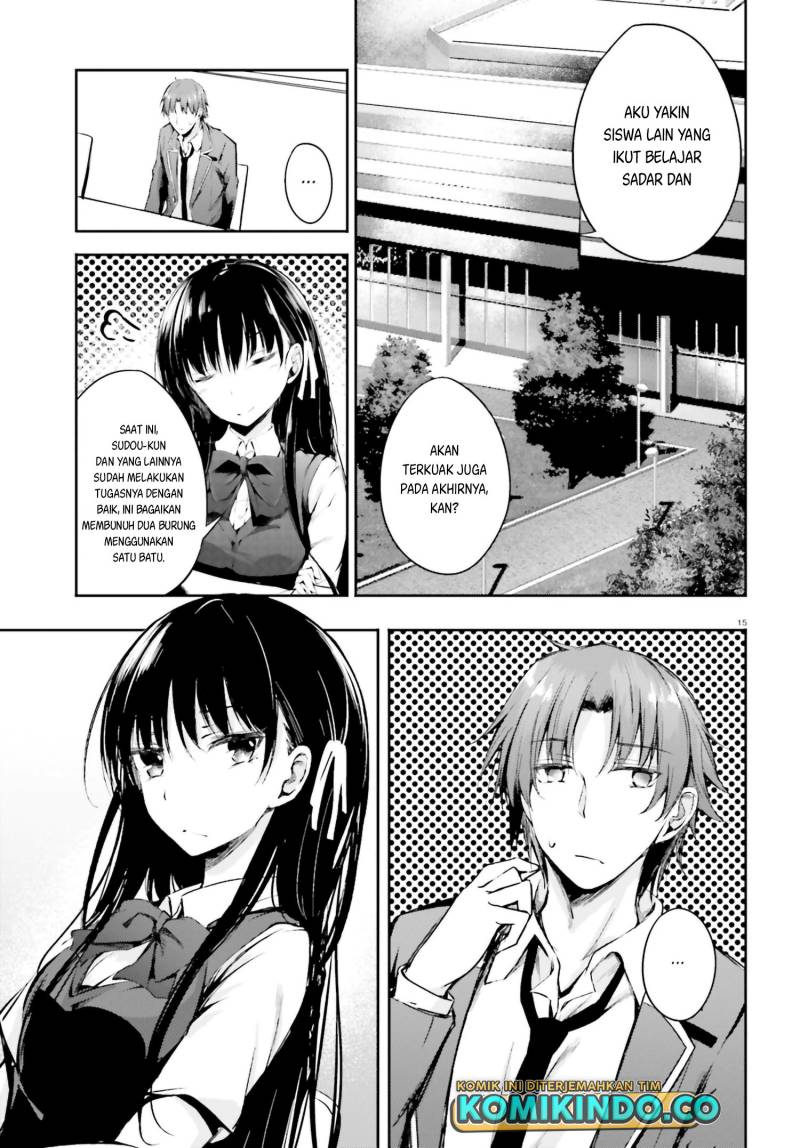 AKU YAKIN
SISWA LAIN YANG
IKUT BELAJAR
SADAR DAN
AKAN
TERKUAK JUGA
PADA AKHIRNYA,
KAN?
...
SAAT INI,
SUDOU-KUN
DAN YANG LAINNYA
SUDAH MELAKUKAN
TUGASNYA DENGAN
BAIK, INI BAGAIKAN
MEMBUNUH DUA BURUNG
MENGGUNAKAN
SATU BATU.
15
...
KOMIK INI DITERJEMAHKAN TIM
KOMIKINDO.CO